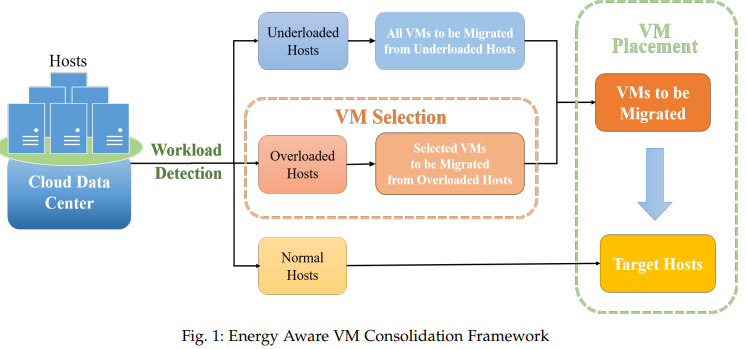 Hosts
Cloud Data
Center
Workload
Detection
Underloaded
Hosts
All VMs to be Migrated
from Underloaded Hosts
VM Selection
Overloaded
Hosts
Selected VMs
to be Migrated
from Overloaded Hosts
Normal
Hosts
VM
Placement
VMs to be
Migrated
Target Hosts
Fig. 1: Energy Aware VM Consolidation Framework